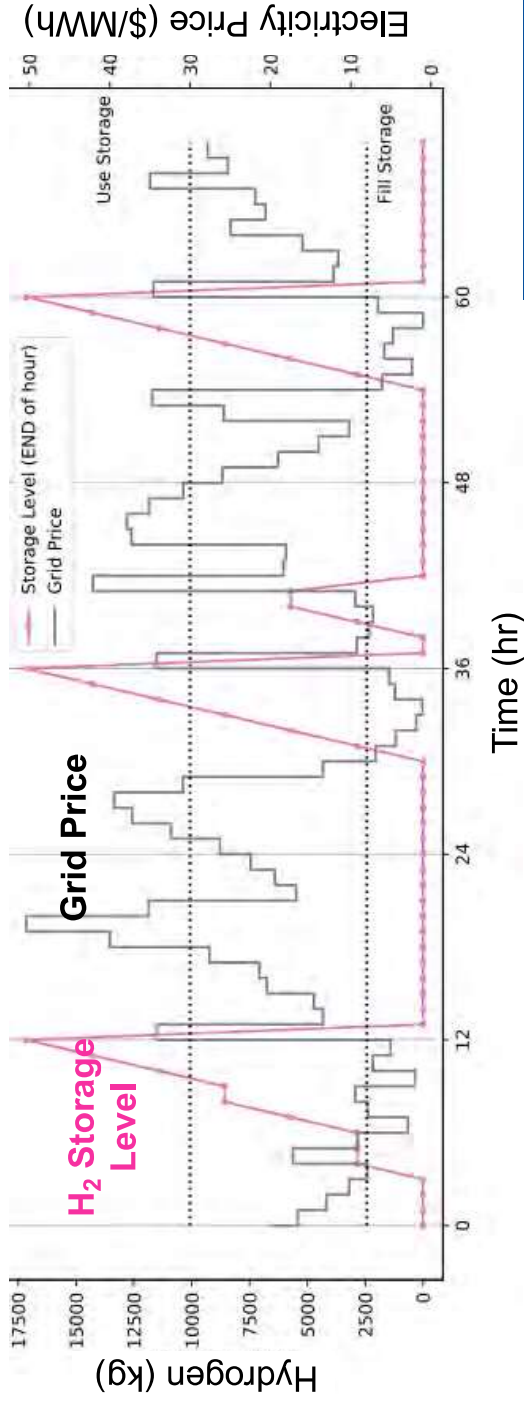 Storage Level (END of hour)
Grid Price
H₂ Storage
Level
Grid Price
Use Storage
Fill Storage
Hydrogen (kg)
17500
15000
12500
10000
7500
5000
2500
0
Electricity Price ($/MWh)
50
40
30
20
10
0
0
12
24
36
48
60
Time (hr)